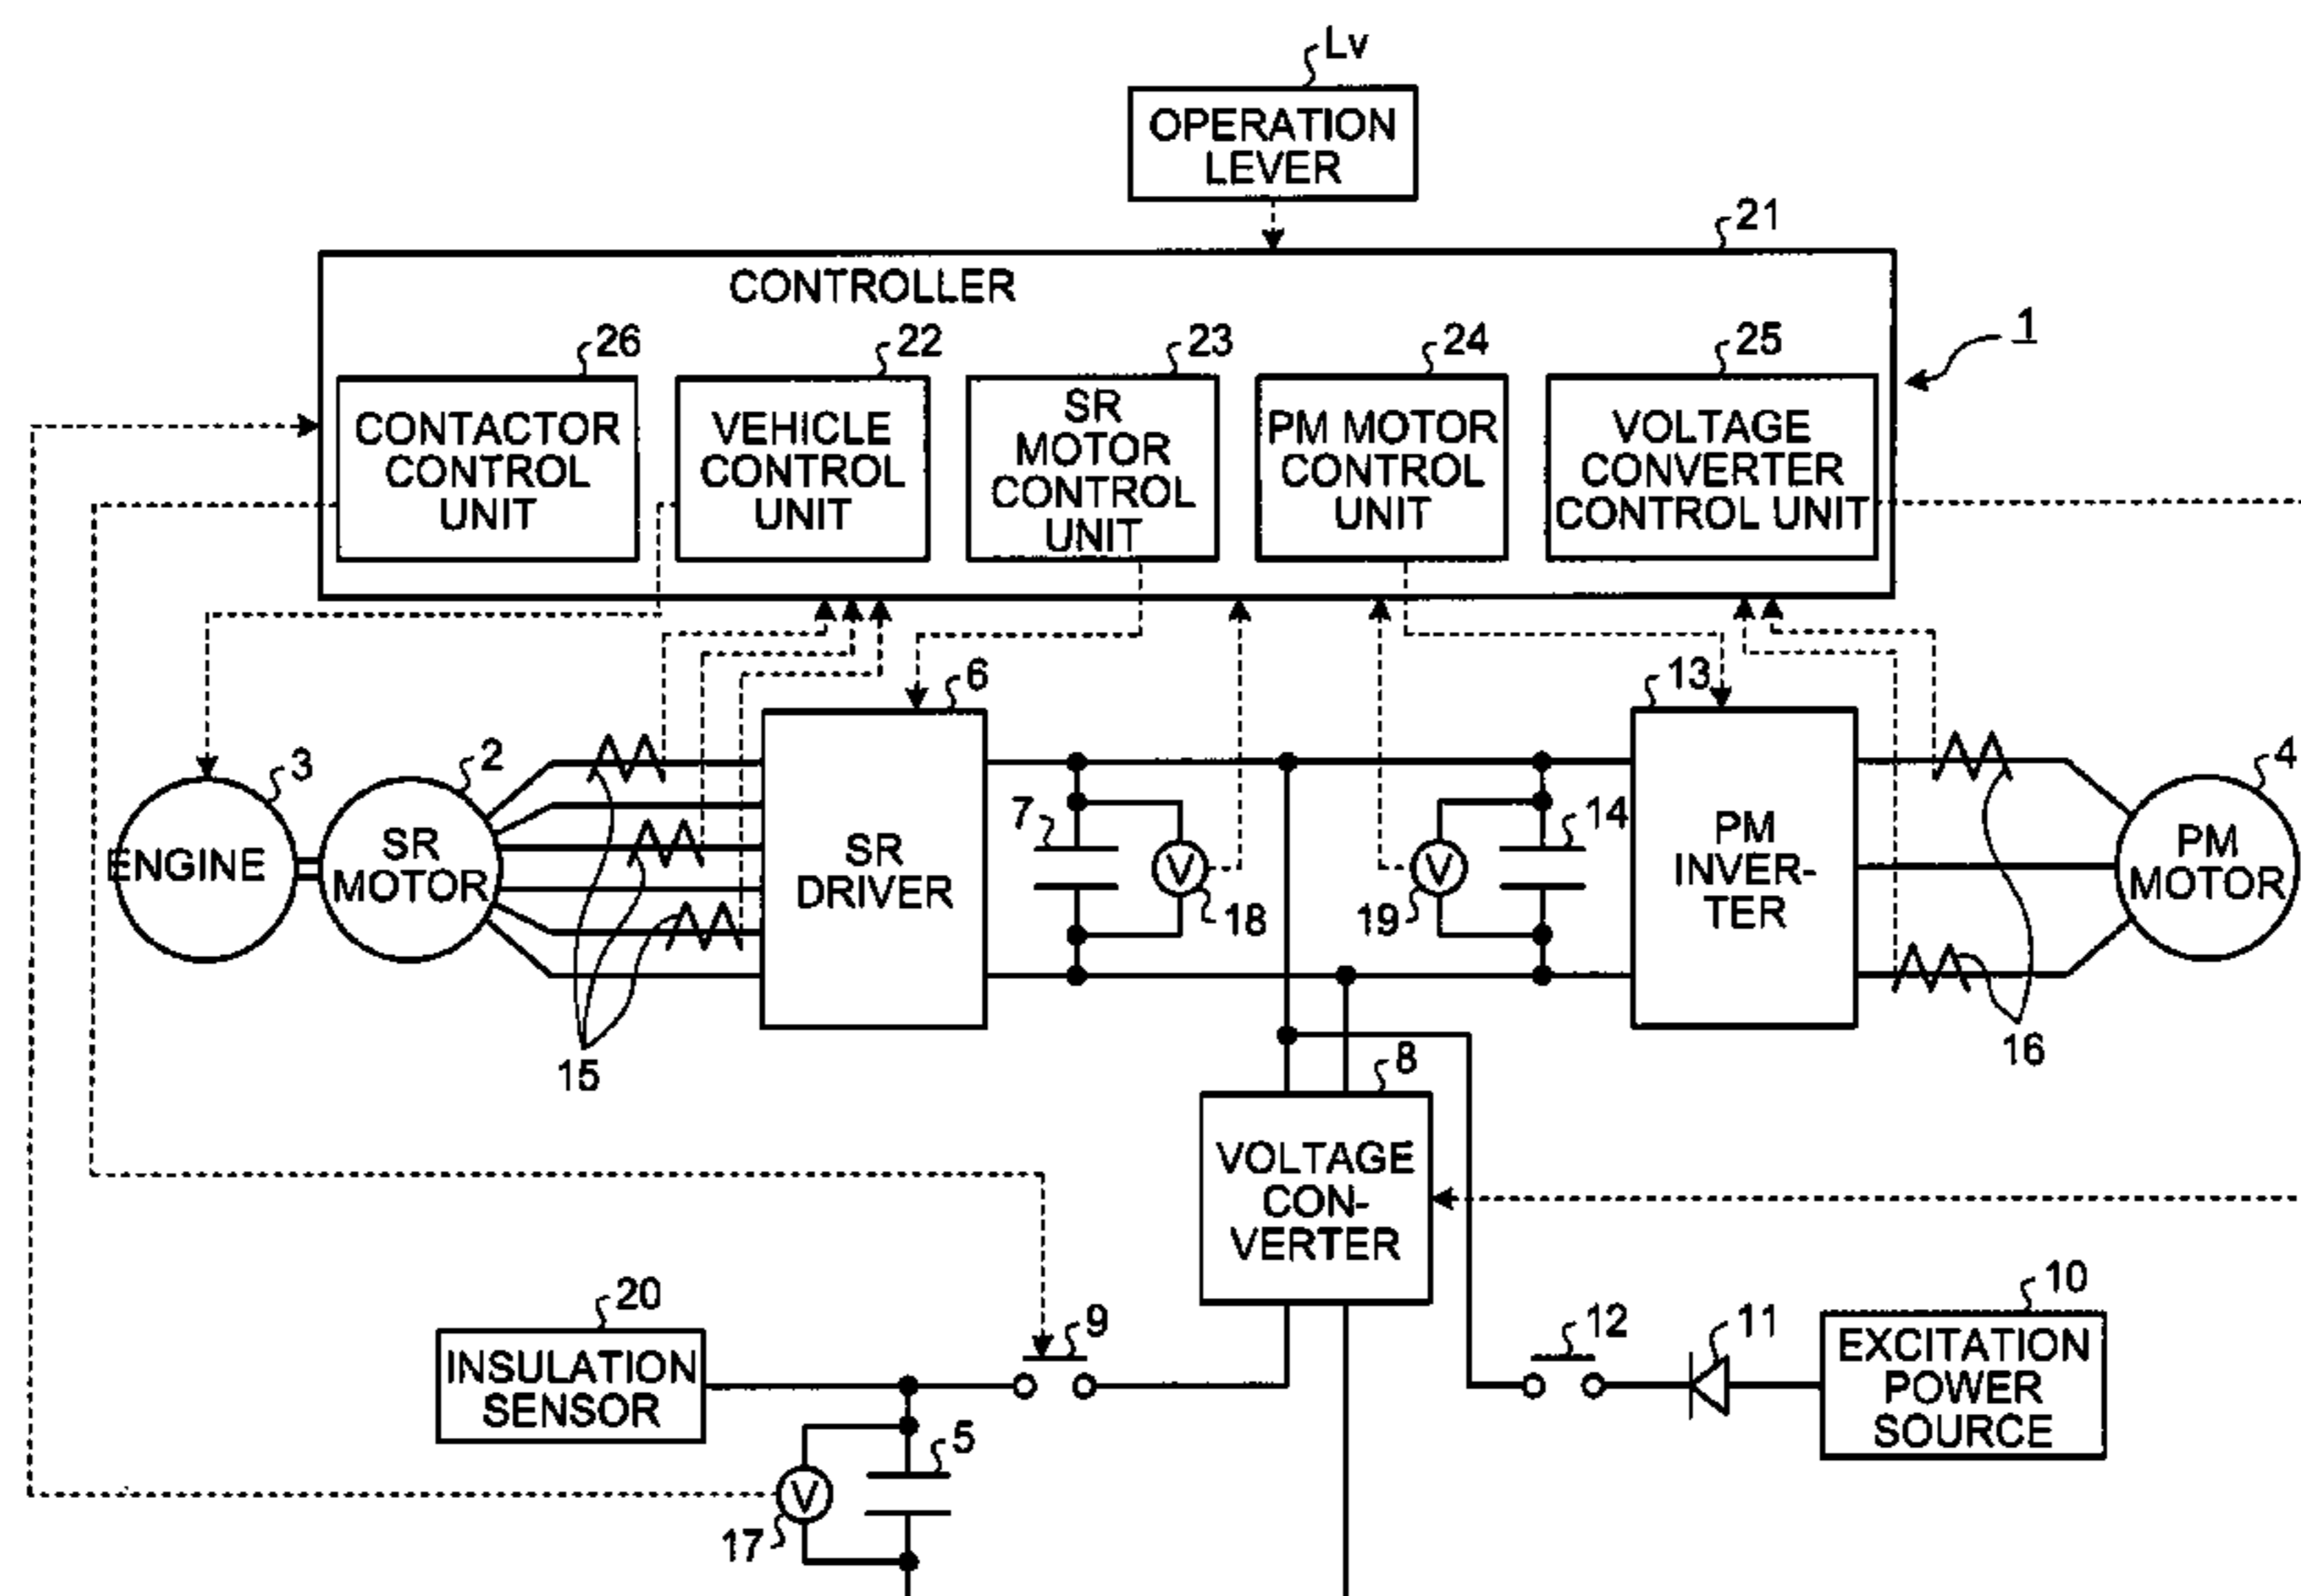 Lv
OPERATION
LEVER
21
CONTROLLER
1
26
22
23
24
25
CONTACTOR
CONTROL
UNIT
VEHICLE
CONTROL
UNIT
SR
MOTOR
CONTROL
UNIT
PM MOTOR
CONTROL
UNIT
VOLTAGE
CONVERTER
CONTROL UNIT
6
13
3
2
4
ENGINE
SR
MOTOR
SR
DRIVER
7
V
18
V
19
14
PM
INVER-
TER
PM
MOTOR
15
16
8
VOLTAGE
CON-
VERTER
20
INSULATION
SENSOR
9
12
11
10
EXCITATION
POWER
SOURCE
5
V
17